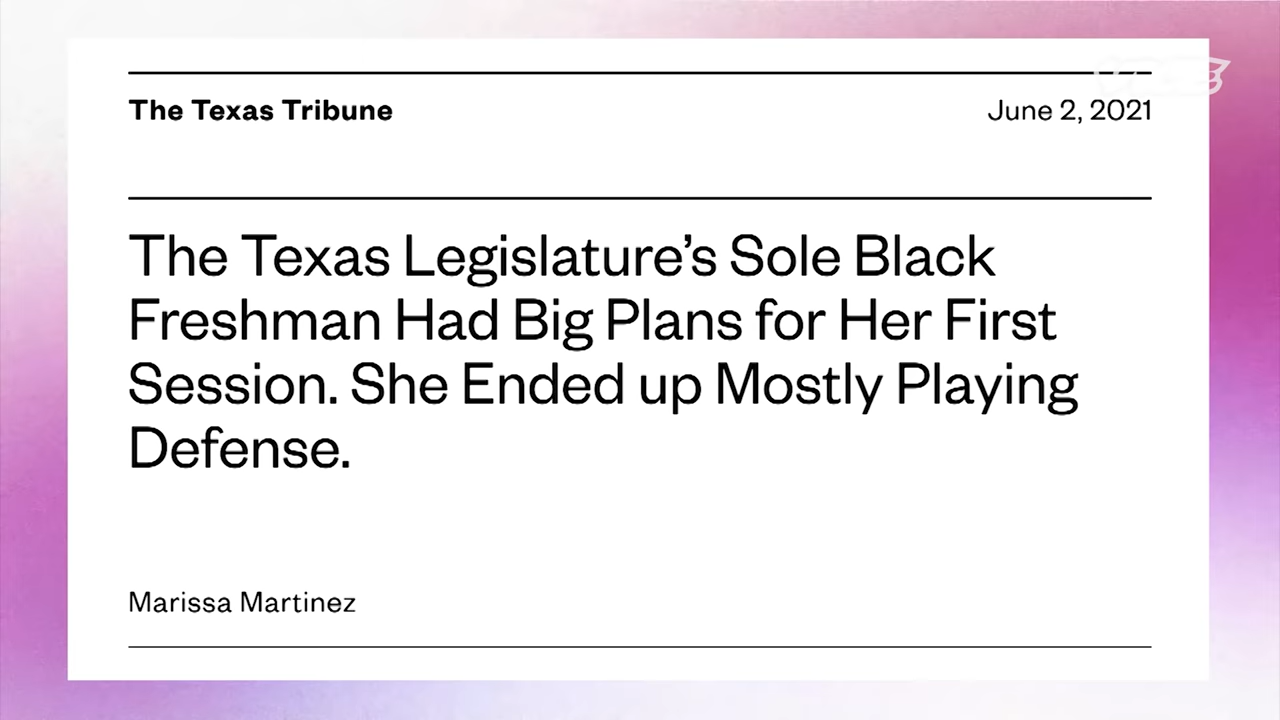 The Texas Tribune
June 2, 2021
The Texas Legislature’s Sole Black
Freshman Had Big Plans for Her First
Session. She Ended up Mostly Playing
Defense.
Marissa Martinez